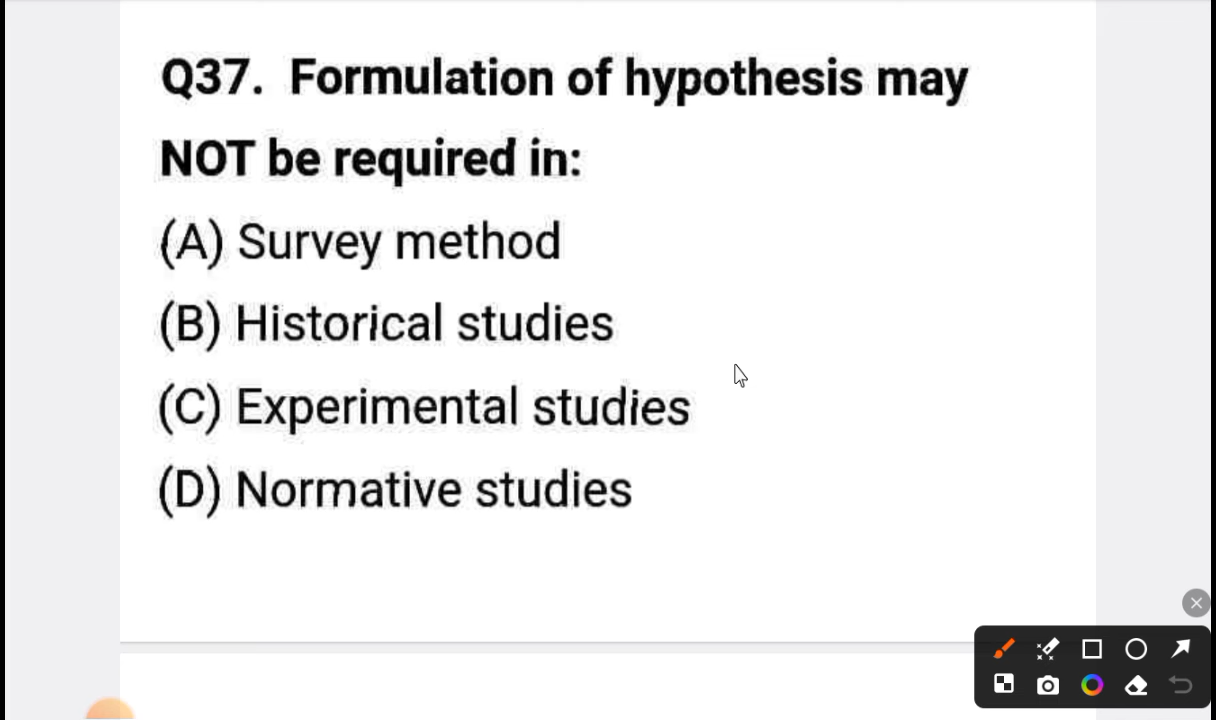 Q37. Formulation of hypothesis may
NOT be required in:
(A) Survey method
(B) Historical studies
(C) Experimental studies
(D) Normative studies